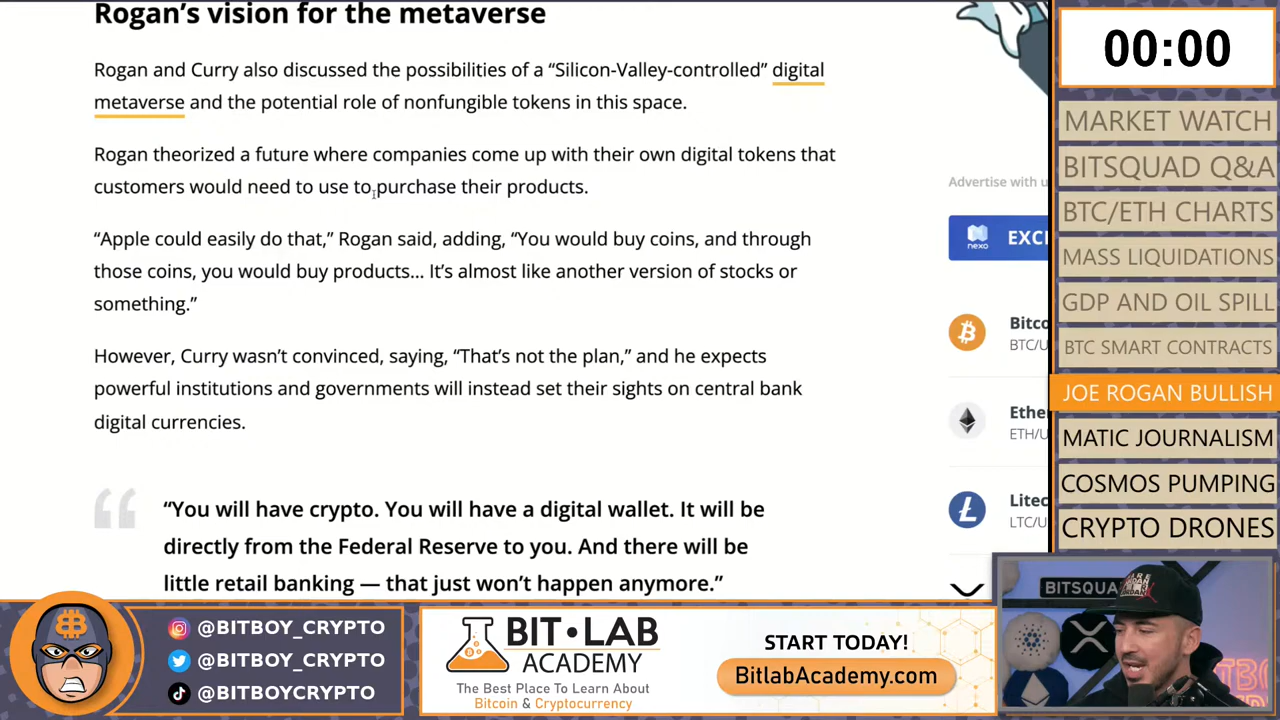 Rogan’s vision for the metaverse
Rogan and Curry also discussed the possibilities of a “Silicon-Valley-controlled” digital
metaverse and the potential role of nonfungible tokens in this space.
Rogan theorized a future where companies come up with their own digital tokens that
customers would need to use to purchase their products.
“Apple could easily do that,” Rogan said, adding, “You would buy coins, and through
those coins, you would buy products... It’s almost like another version of stocks or
something.”
However, Curry wasn’t convinced, saying, “That’s not the plan,” and he expects
powerful institutions and governments will instead set their sights on central bank
digital currencies.
“You will have crypto. You will have a digital wallet. It will be
directly from the Federal Reserve to you. And there will be
little retail banking — that just won’t happen anymore.”
Advertise with u
nexo
EXC
Bitco
BTC/U
Ethe
ETH/U
Litec
LTC/U
00:00
MARKET WATCH
BITSQUAD Q&A
BTC/ETH CHARTS
MASS LIQUIDATIONS
GDP AND OIL SPILL
BTC SMART CONTRACTS
JOE ROGAN BULLISH
MATIC JOURNALISM
COSMOS PUMPING
CRYPTO DRONES
BITSQUA
@BITBOY_CRYPTO
@BITBOY_CRYPTO
@BITBOYCRYPTO
BIT•LAB
ACADEMY
The Best Place To Learn About
Bitcoin & Cryptocurrency
START TODAY!
BitlabAcademy.com